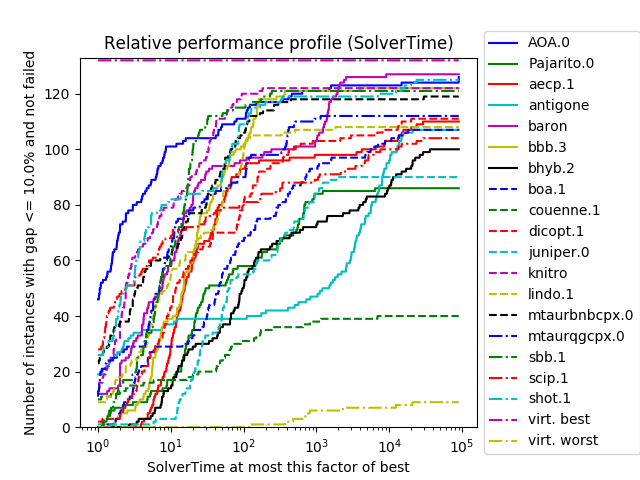 Relative performance profile (SolverTime)
Number of instances with gap <= 10.0% and not failed
120
100
80
60
40
20
0
10^0
10^1
10^2
10^3
10^4
10^5
SolverTime at most this factor of best
AOA.0
Pajarito.0
aecp.1
antigone
baron
bbb.3
bhyb.2
boa.1
couenne.1
dicopt.1
juniper.0
knitro
lindo.1
mtaurbnbcpx.0
mtaurqgcpx.0
sbb.1
scip.1
shot.1
virt. best
virt. worst